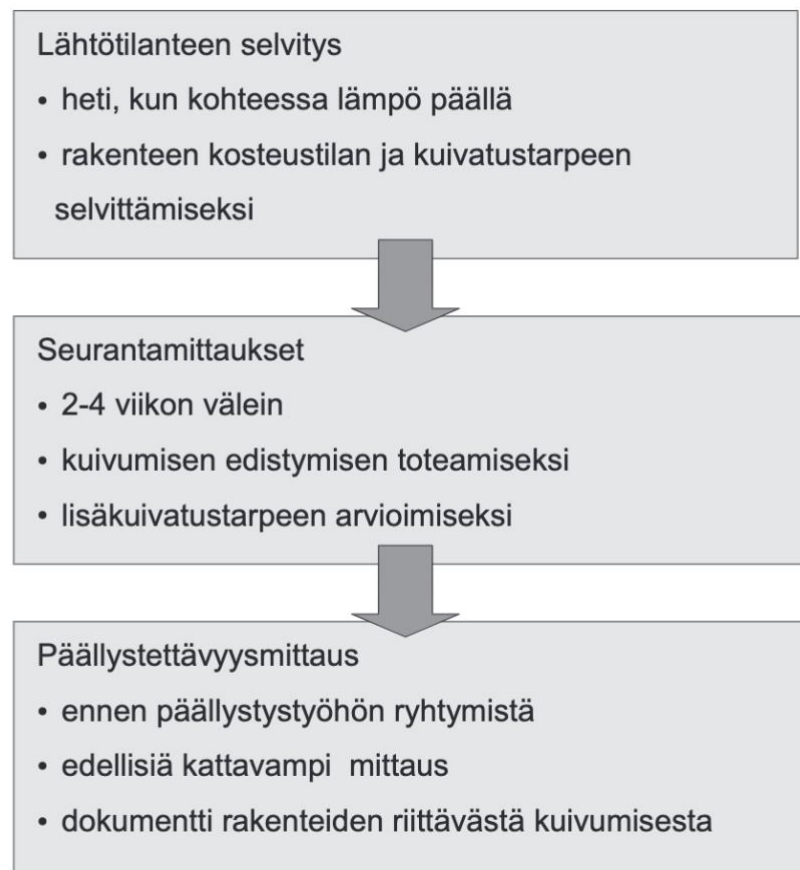 Lähtötilanteen selvitys
• heti, kun kohteessa lämpö päällä
• rakenteen kosteustilan ja kuivatustarpeen
selvittämiseksi
Seurantamittaukset
• 2-4 viikon välein
• kuivumisen edistymisen toteamiseksi
• lisäkuivatustarpeen arvioimiseksi
Päällystettävyysmittaus
• ennen päällystystyöhön ryhtymistä
• edellisiä kattavampi mittaus
• dokumentti rakenteiden riittävästä kuivumisesta